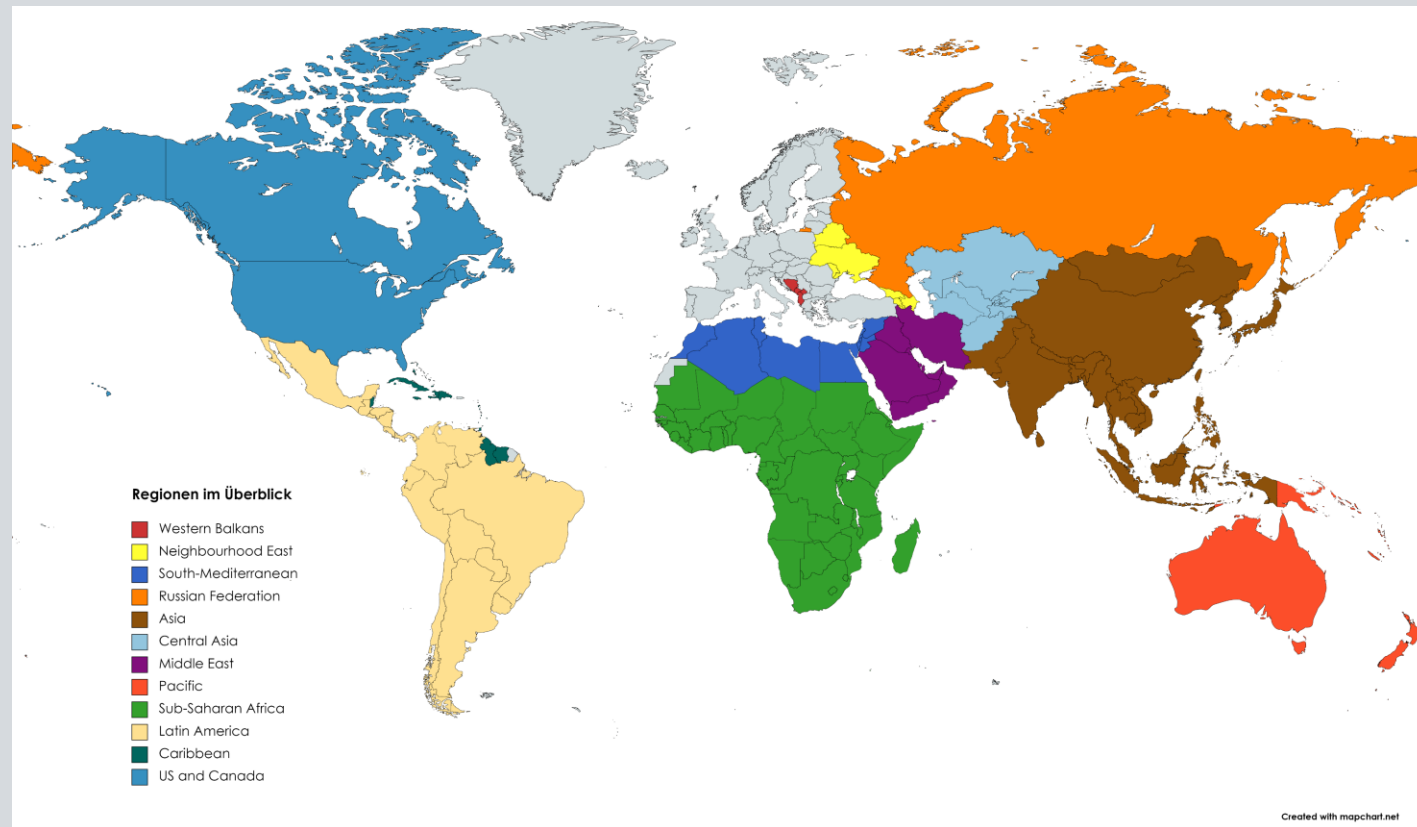 Regionen im Überblick
Western Balkans
Neighbourhood East
South-Mediterranean
Russian Federation
Asia
Central Asia
Middle East
Pacific
Sub-Saharan Africa
Latin America
Caribbean
US and Canada
Created with mapchart.net